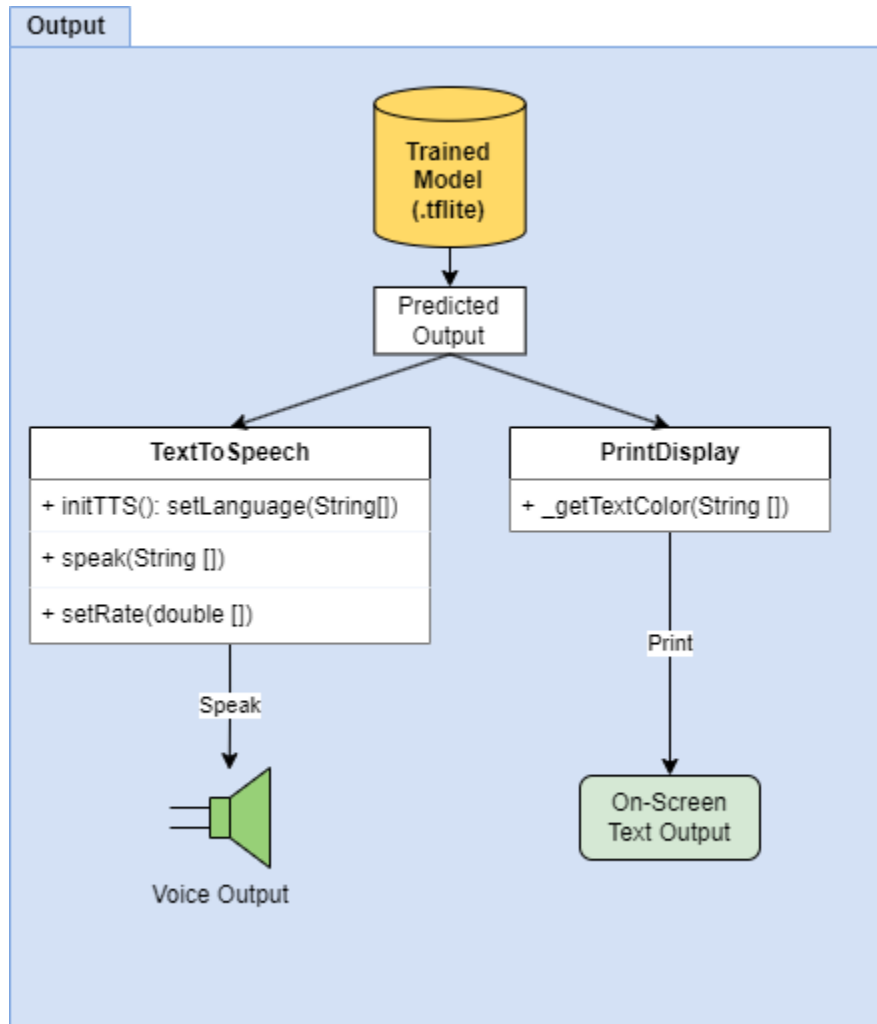 Output
Trained
Model
(.tflite)
Predicted
Output
TextToSpeech
+ initTTS(): setLanguage(String[])
+ speak(String [])
+ setRate(double [])
Speak
Voice Output
PrintDisplay
+ _getTextColor(String [])
Print
On-Screen
Text Output